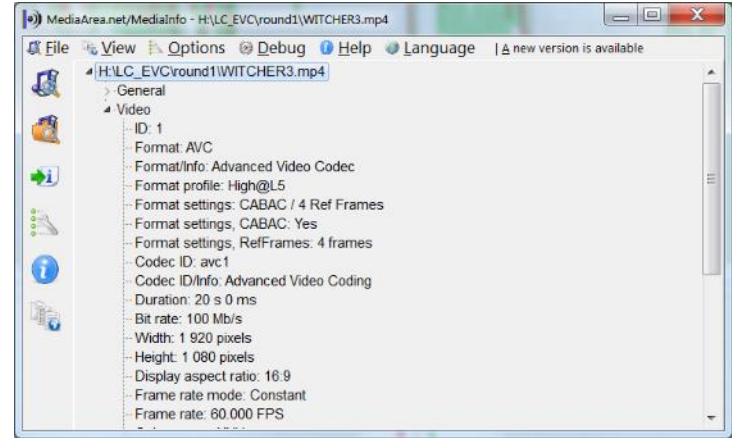 MediaArea.net/MediaInfo - H:\LC_EVC\round1\WITCHER3.mp4
File View Options Debug Help Language | A new version is available
H:\LC_EVC\round1\WITCHER3.mp4
General
Video
ID: 1
Format: AVC
Format/Info: Advanced Video Codec
Format profile: High@L5
Format settings: CABAC / 4 Ref Frames
Format settings, CABAC: Yes
Format settings, RefFrames: 4 frames
Codec ID: avc1
Codec ID/Info: Advanced Video Coding
Duration: 20 s 0 ms
Bit rate: 100 Mb/s
Width: 1 920 pixels
Height: 1 080 pixels
Display aspect ratio: 16:9
Frame rate mode: Constant
Frame rate: 60.000 FPS